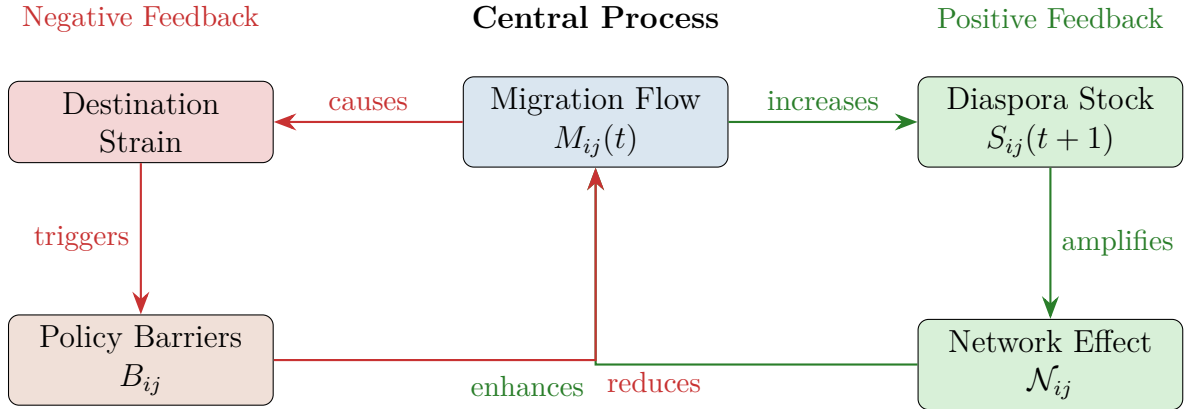 Negative Feedback
Central Process
Positive Feedback
Destination
Strain
causes
Migration Flow
M_{ij}(t)
increases
Diaspora Stock
S_{ij}(t + 1)
triggers
amplifies
Policy Barriers
B_{ij}
enhances
reduces
Network Effect
\mathcal{N}_{ij}